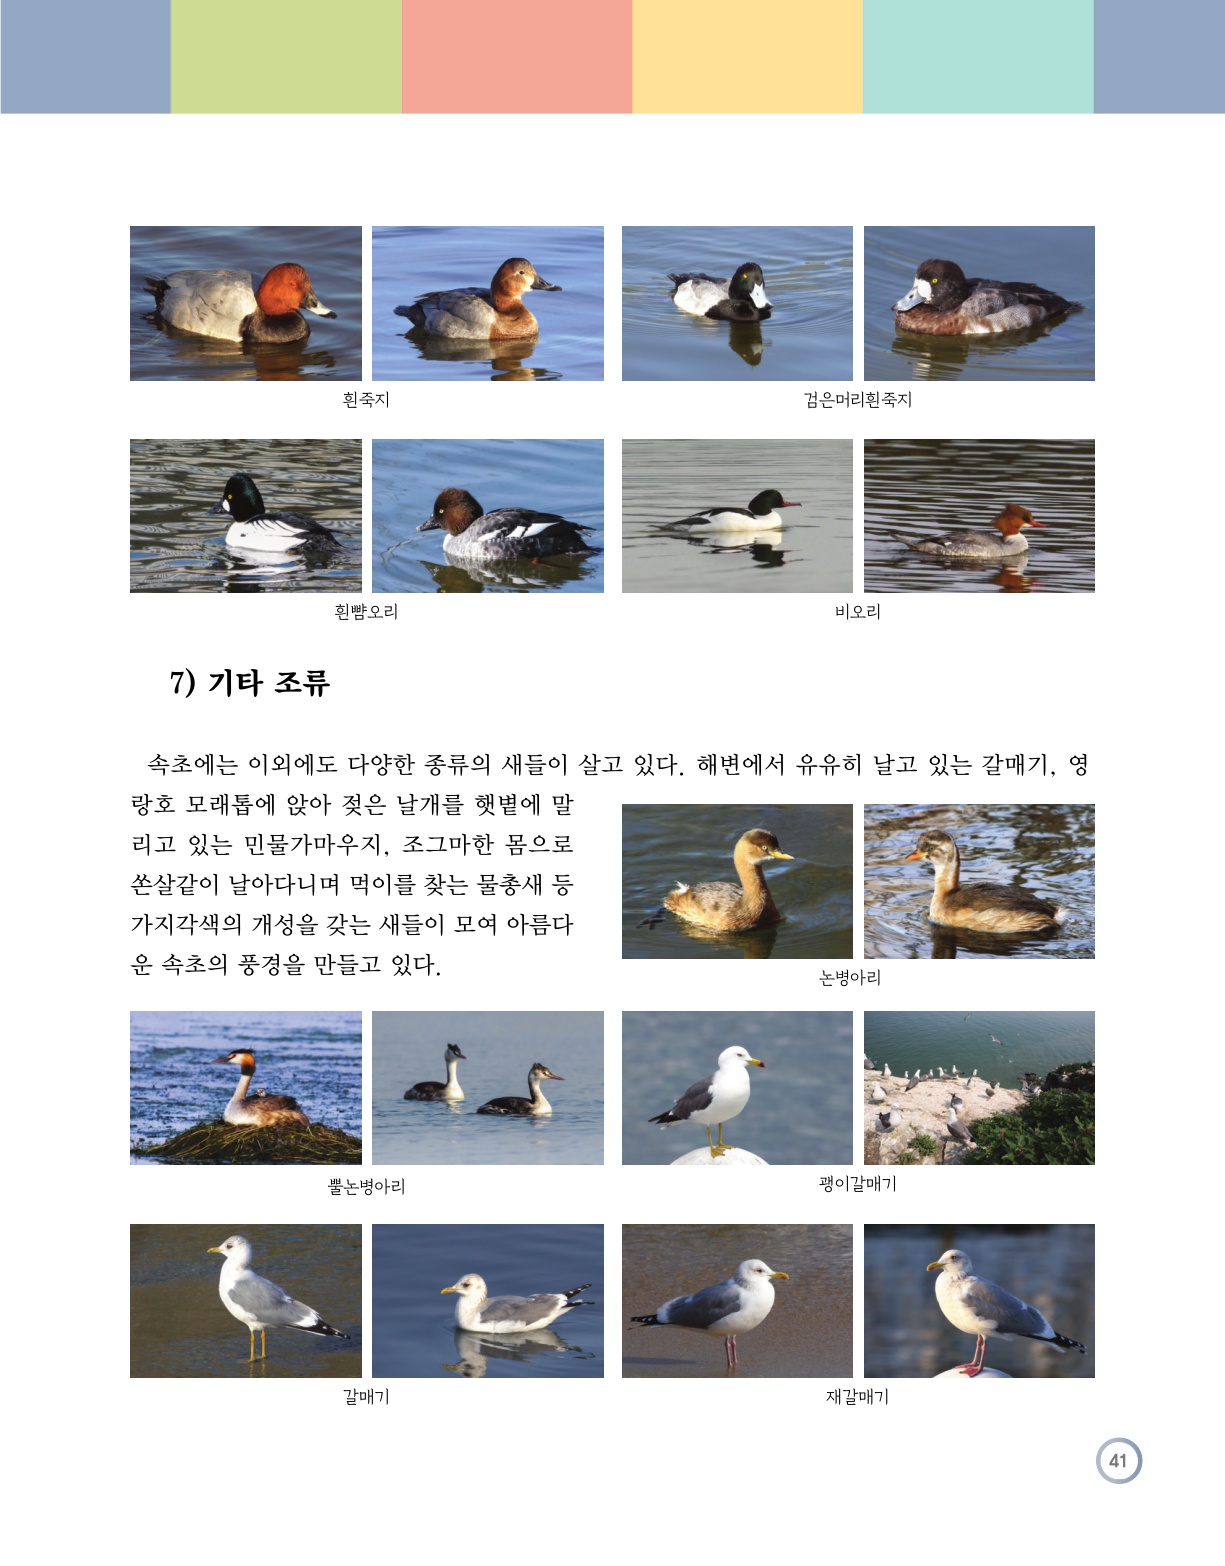 흰죽지
검은머리흰죽지
흰뺨오리
비오리
7) 기타 조류
속초에는 이외에도 다양한 종류의 새들이 살고 있다. 해변에서 유유히 날고 있는 갈매기, 영
랑호 모래톱에 앉아 젖은 날개를 햇볕에 말
리고 있는 민물가마우지, 조그마한 몸으로
쏜살같이 날아다니며 먹이를 찾는 물총새 등
가지각색의 개성을 갖는 새들이 모여 아름다
운 속초의 풍경을 만들고 있다.
논병아리
뿔논병아리
괭이갈매기
갈매기
재갈매기
41